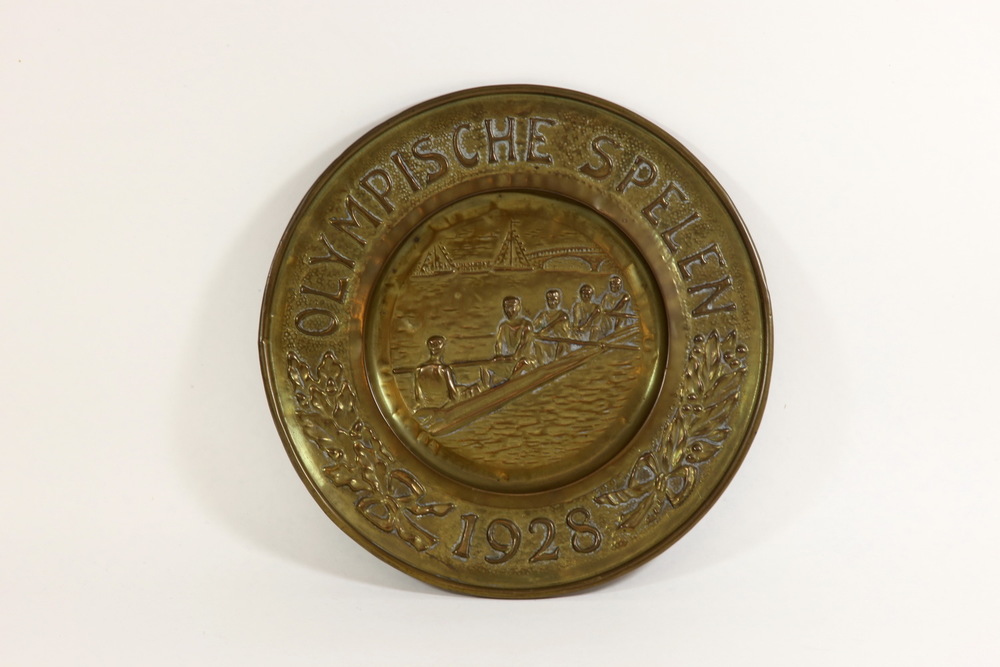 OLYMPISCHE SPELEN
1928